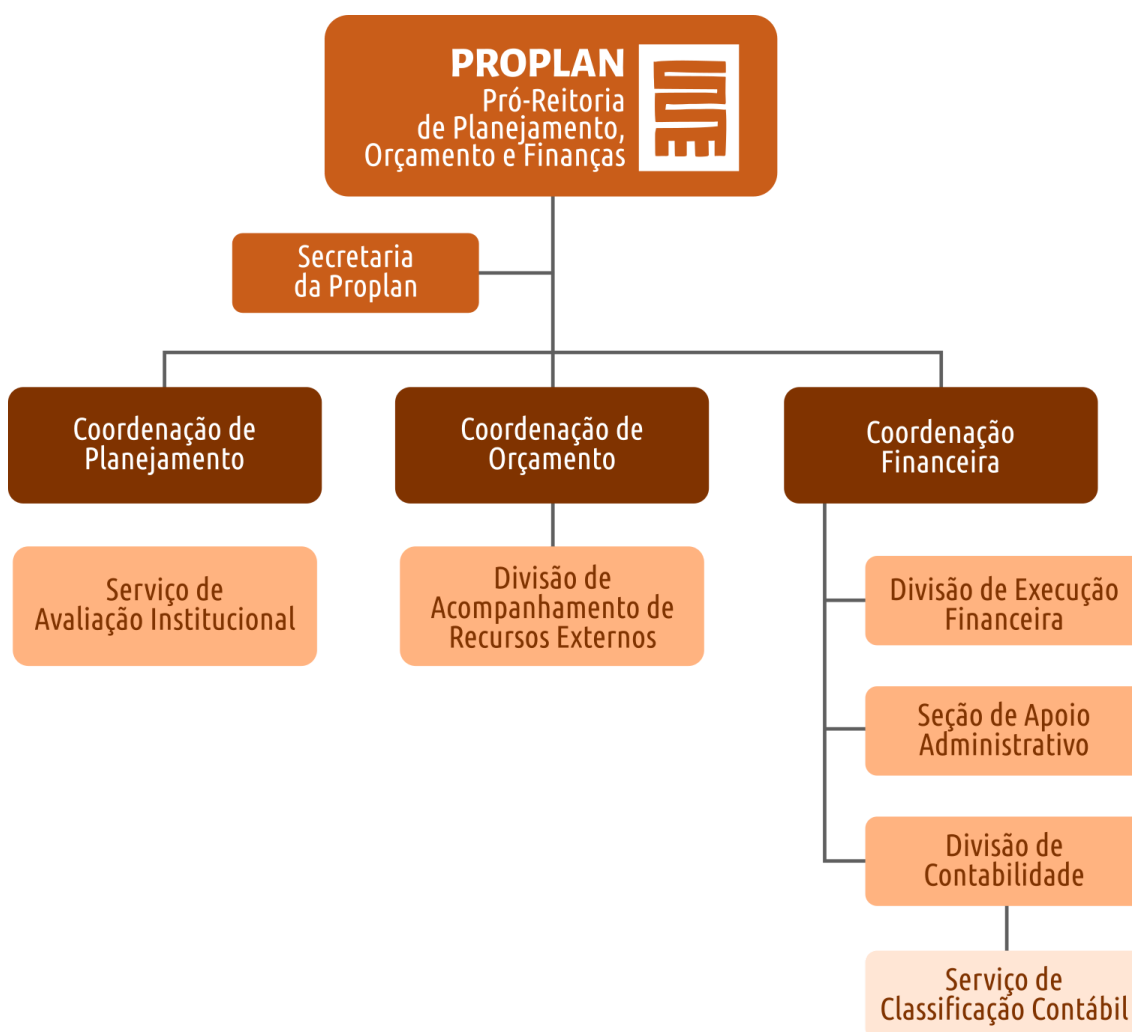 PROPLAN
Pró-Reitoria
de Planejamento,
Orçamento e Finanças
Secretaria
da Proplan
Coordenação de
Planejamento
Coordenação de
Orçamento
Coordenação
Financeira
Serviço de
Avaliação Institucional
Divisão de
Acompanhamento de
Recursos Externos
Divisão de Execução
Financeira
Seção de Apoio
Administrativo
Divisão de
Contabilidade
Serviço de
Classificação Contábil